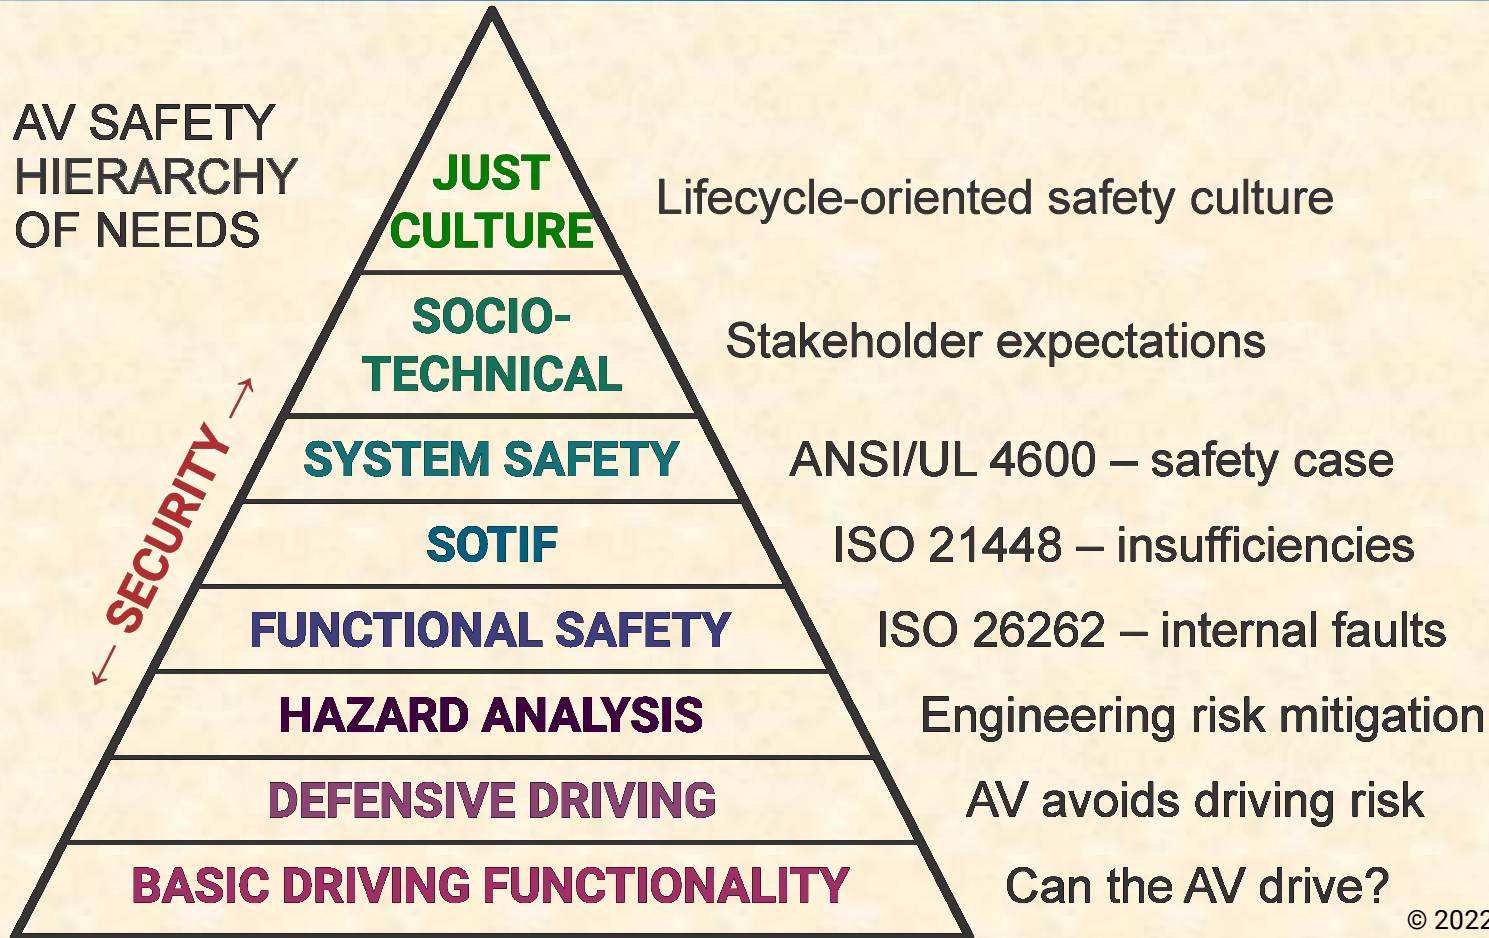 AV SAFETY
HIERARCHY
OF NEEDS
JUST
CULTURE
Lifecycle-oriented safety culture
SOCIO-
TECHNICAL
Stakeholder expectations
← SECURITY →
SYSTEM SAFETY
ANSI/UL 4600 – safety case
SOTIF
ISO 21448 – insufficiencies
FUNCTIONAL SAFETY
ISO 26262 – internal faults
HAZARD ANALYSIS
Engineering risk mitigation
DEFENSIVE DRIVING
AV avoids driving risk
BASIC DRIVING FUNCTIONALITY
Can the AV drive?
© 2022